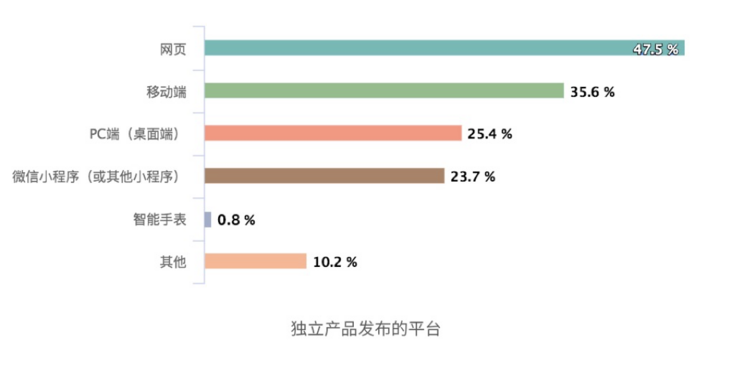 网页 47.5 %
移动端 35.6 %
PC端（桌面端） 25.4 %
微信小程序（或其他小程序） 23.7 %
智能手表 0.8 %
其他 10.2 %
独立产品发布的平台